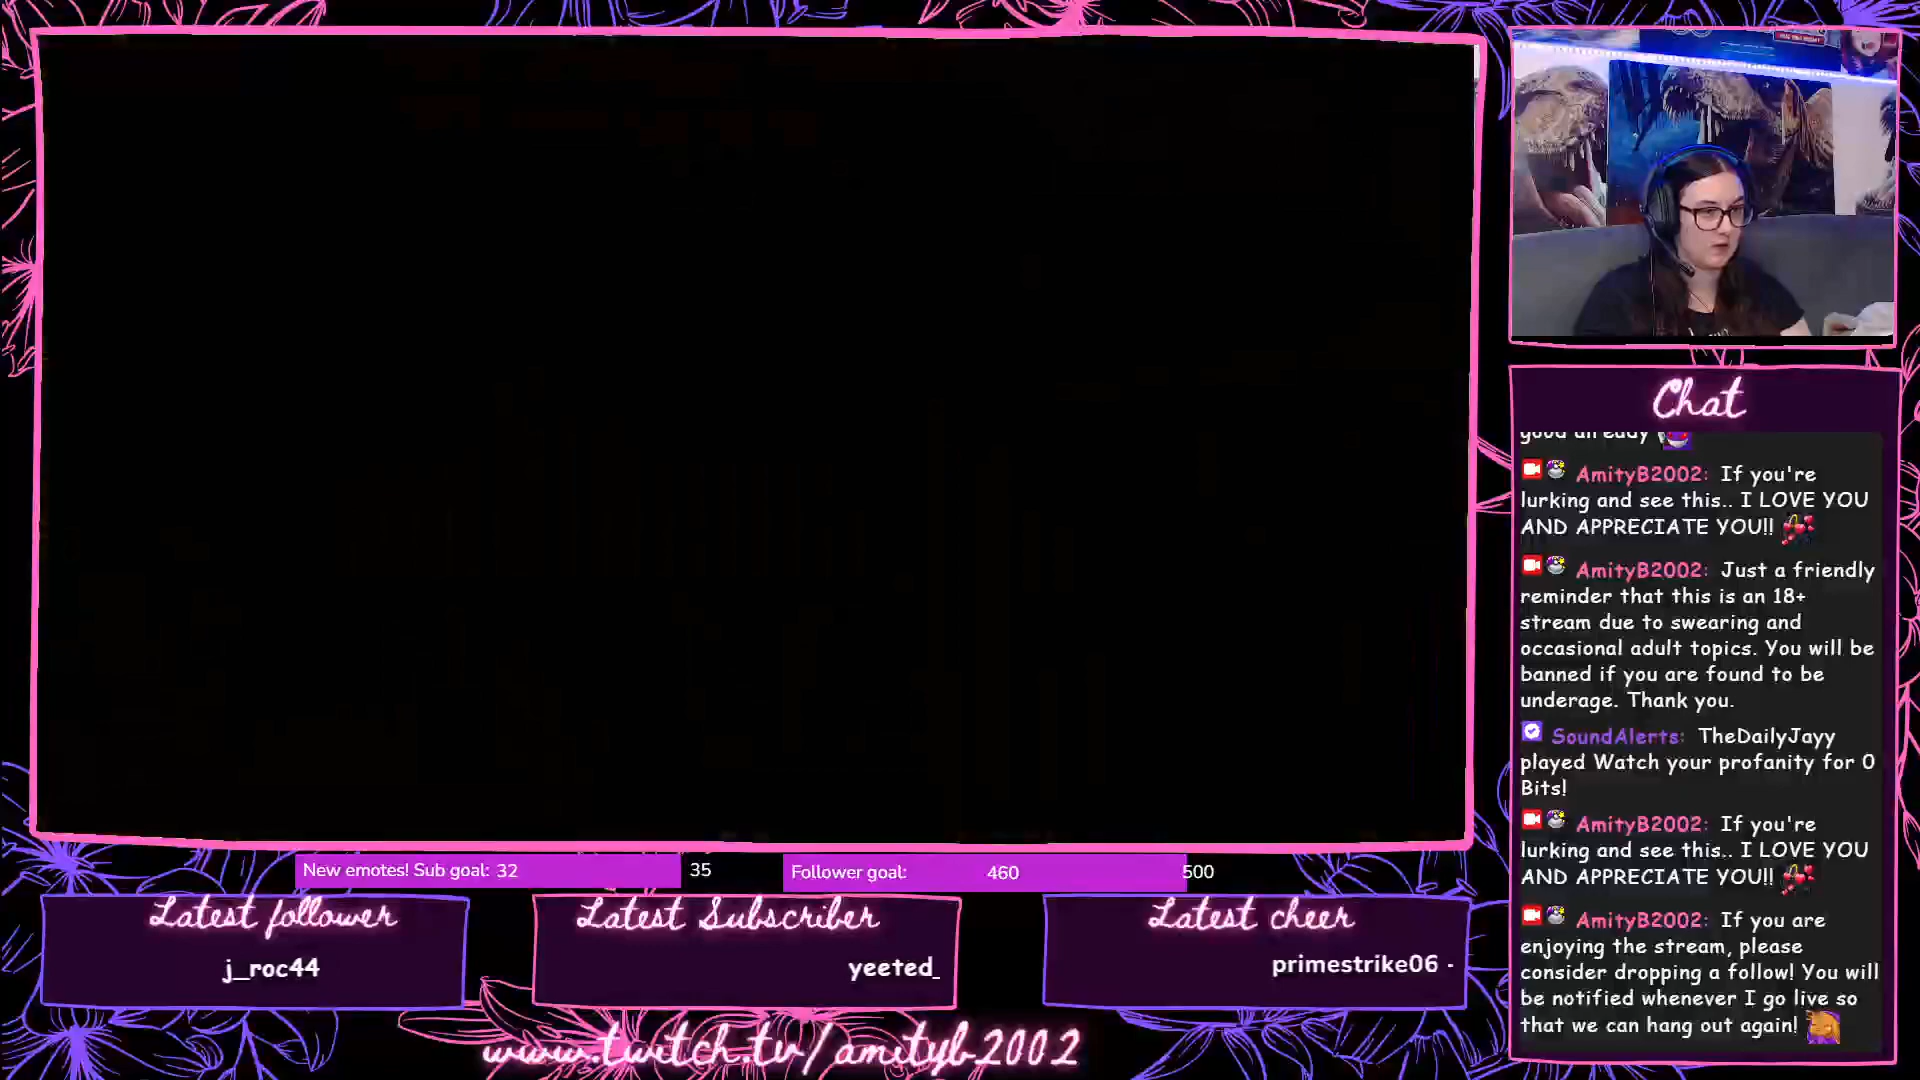 Chat
good already
AmityB2002: If you're
lurking and see this.. I LOVE YOU
AND APPRECIATE YOU!!
AmityB2002: Just a friendly
reminder that this is an 18+
stream due to swearing and
occasional adult topics. You will be
banned if you are found to be
underage. Thank you.
SoundAlerts: TheDailyJayy
played Watch your profanity for 0
Bits!
AmityB2002: If you're
lurking and see this.. I LOVE YOU
AND APPRECIATE YOU!!
AmityB2002: If you are
enjoying the stream, please
consider dropping a follow! You will
be notified whenever I go live so
that we can hang out again!
New emotes! Sub goal: 32 35
Follower goal: 460 500
Latest follower
j_roc44
Latest Subscriber
yeeted_
Latest cheer
primestrike06 -
www.twitch.tv/amityb2002